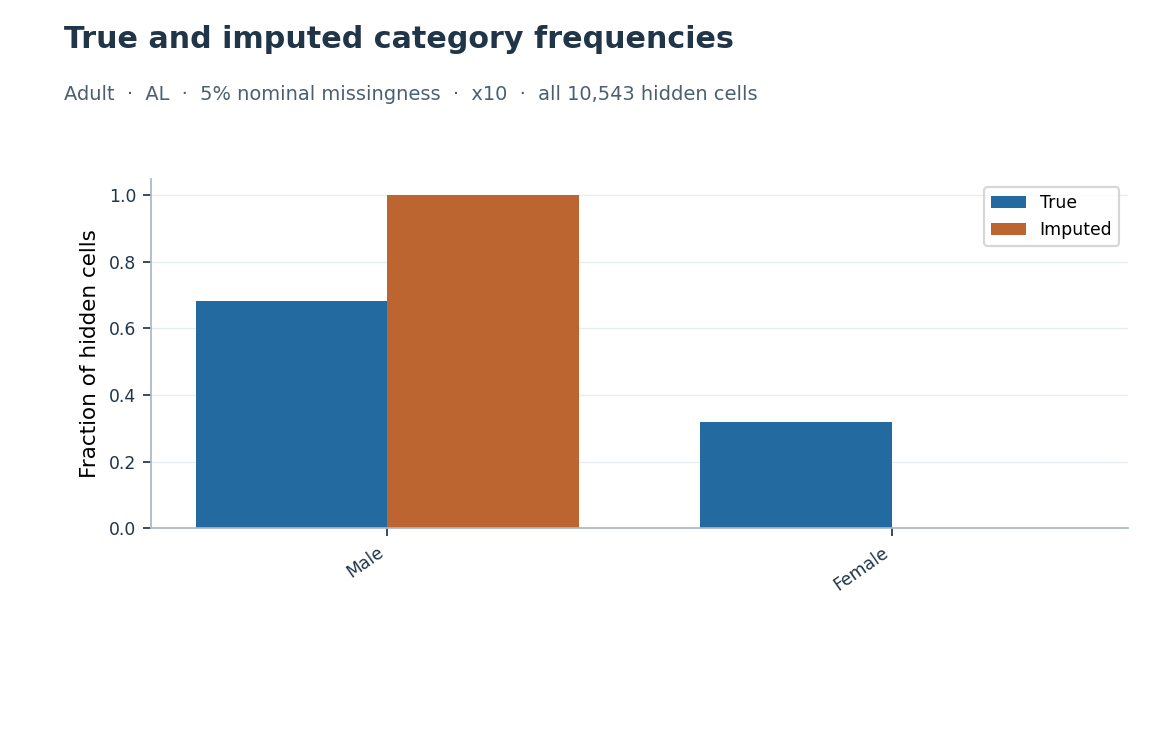 True and imputed category frequencies
Adult · AL · 5% nominal missingness · x10 · all 10,543 hidden cells
Fraction of hidden cells
1.0
0.8
0.6
0.4
0.2
0.0
True
Imputed
Male
Female